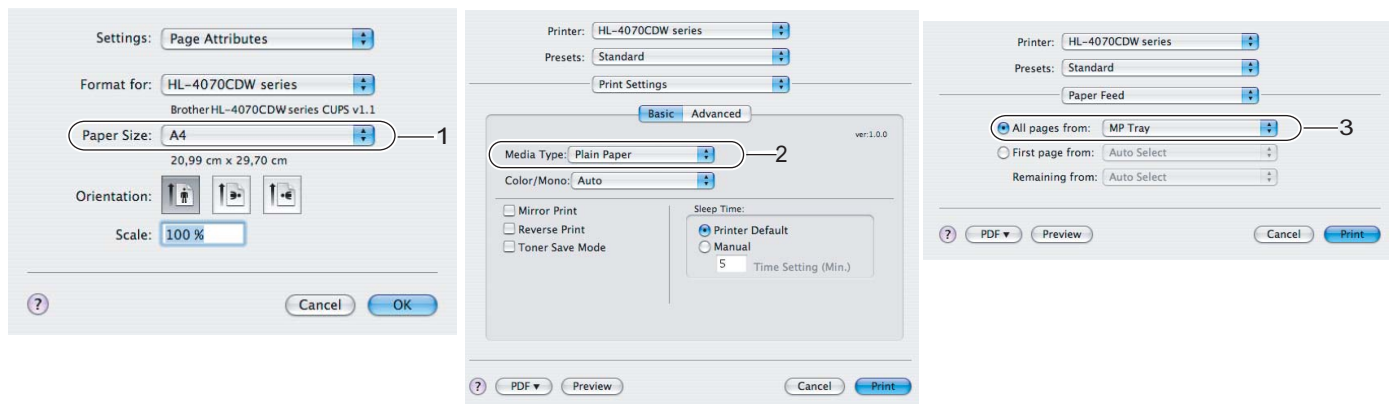 Settings: Page Attributes
Format for: HL-4070CDW series
Brother HL-4070CDW series CUPS v1.1
Paper Size: A4 1
20,99 cm x 29,70 cm
Orientation:
Scale: 100 %
? Cancel OK
Printer: HL-4070CDW series
Presets: Standard
Print Settings
Basic Advanced
ver:1.0.0
Media Type: Plain Paper 2
Color/Mono: Auto
Mirror Print
Reverse Print
Toner Save Mode
Sleep Time:
Printer Default
Manual
5 Time Setting (Min.)
? PDF Preview Cancel Print
Printer: HL-4070CDW series
Presets: Standard
Paper Feed
All pages from: MP Tray 3
First page from: Auto Select
Remaining from: Auto Select
? PDF Preview Cancel Print